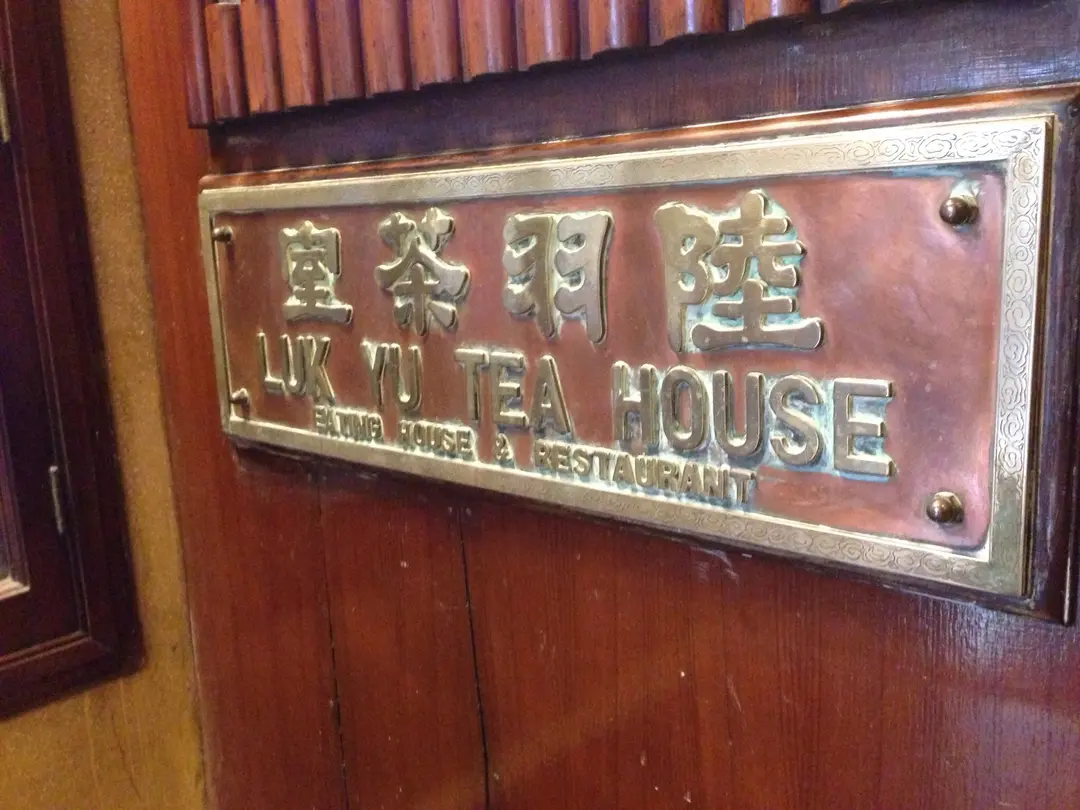 陸羽茶室
LUK YU TEA HOUSE
EATING HOUSE & RESTAURANT